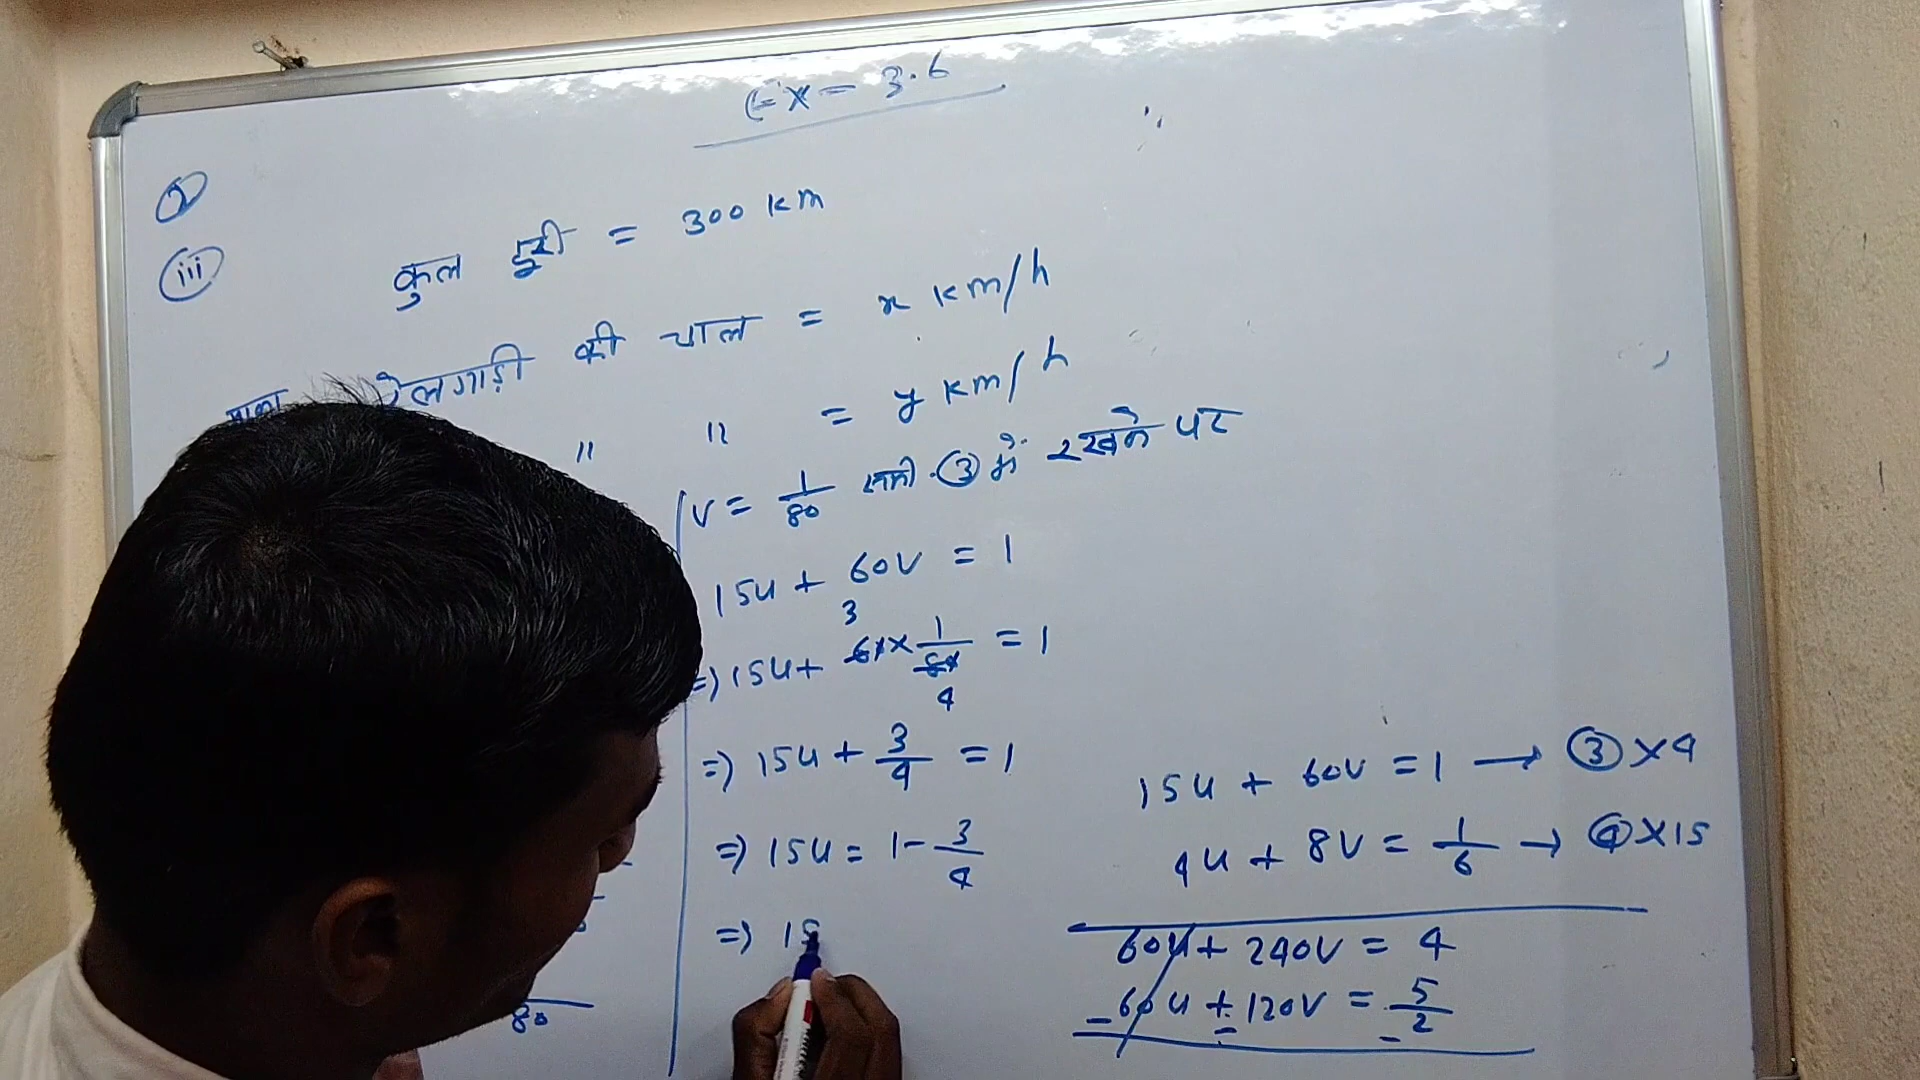 Ex - 3.6
2
iii
कुल दूरी = 300 km
माना रेलगाड़ी की चाल = x km/h
" " = y km/h
V = 1/80 समी. 3 में रखने पर
15u + 60v = 1
3
=> 15u + 60 x 1/80 = 1
4
=> 15u + 3/4 = 1
=> 15u = 1 - 3/4
=> 15
80
15u + 60v = 1 → 3 x 4
4u + 8v = 1/6 → 4 x 15
60u + 240v = 4
- 60u + 120v = 5/2
- -